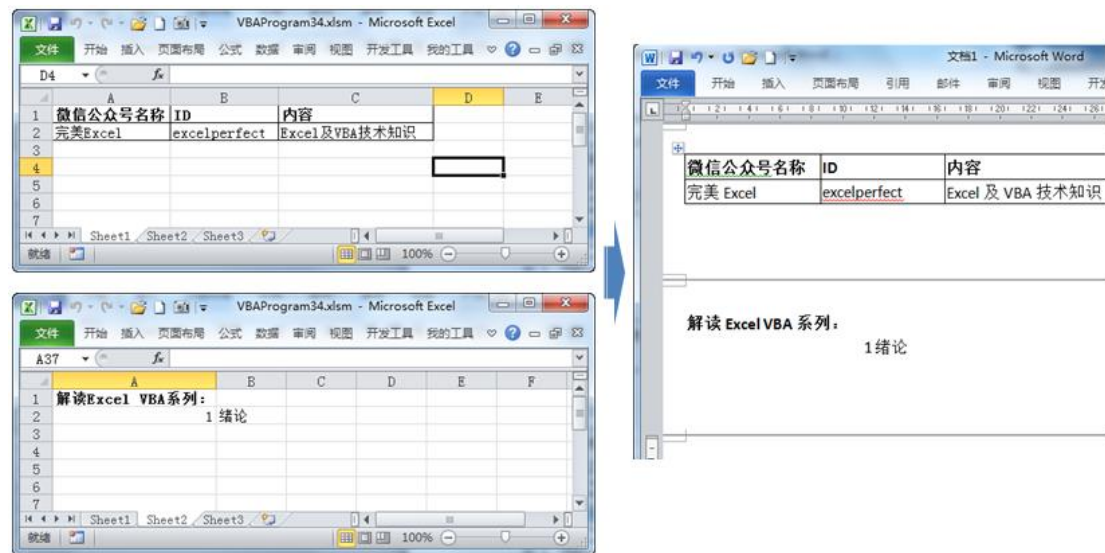 VBAProgram34.xlsm - Microsoft Excel
文件 开始 插入 页面布局 公式 数据 审阅 视图 开发工具 我的工具
D4 fx
A B C D E
1 微信公众号名称 ID 内容
2 完美Excel excelperfect Excel及VBA技术知识
3
4
5
6
7
Sheet1 Sheet2 Sheet3
就绪 100%
VBAProgram34.xlsm - Microsoft Excel
文件 开始 插入 页面布局 公式 数据 审阅 视图 开发工具 我的工具
A37 fx
A B C D E F
1 解读Excel VBA系列:
2 1 绪论
3
4
5
6
7
Sheet1 Sheet2 Sheet3
就绪 100%
文档1 - Microsoft Word
文件 开始 插入 页面布局 引用 邮件 审阅 视图
微信公众号名称 ID 内容
完美 Excel excelperfect Excel 及 VBA 技术知识
解读 Excel VBA 系列:
1 绪论